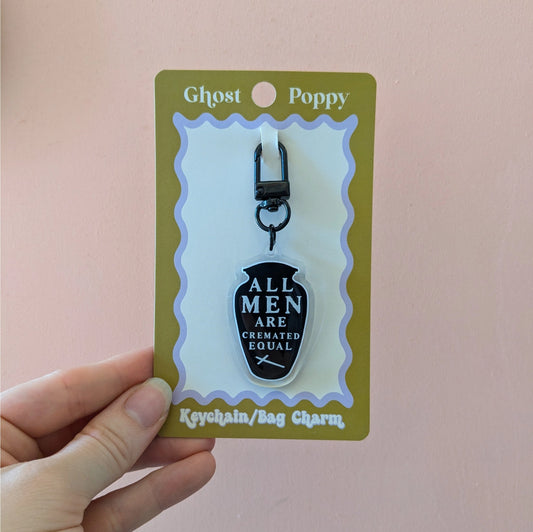 Ghost Poppy
ALL
MEN
ARE
CREMATED
EQUAL
Keychain/Bag Charm